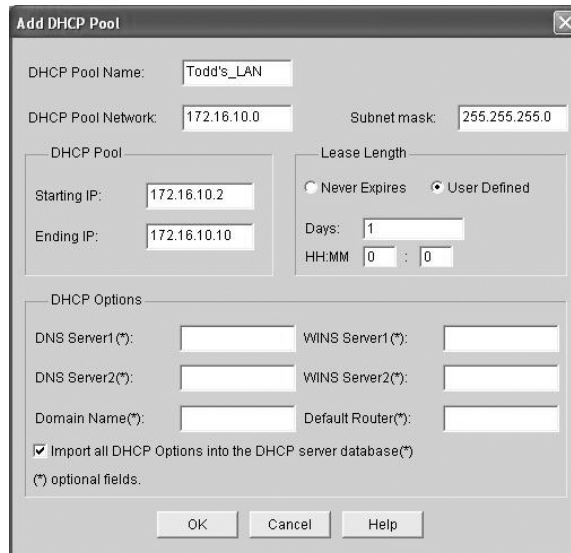 Add DHCP Pool
DHCP Pool Name: Todd's_LAN
DHCP Pool Network: 172.16.10.0 Subnet mask: 255.255.255.0
DHCP Pool
Starting IP: 172.16.10.2
Ending IP: 172.16.10.10
Lease Length
Never Expires User Defined
Days: 1
HH:MM 0 : 0
DHCP Options
DNS Server1(*): WINS Server1(*):
DNS Server2(*): WINS Server2(*):
Domain Name(*): Default Router(*):
Import all DHCP Options into the DHCP server database(*)
(*) optional fields.
OK Cancel Help